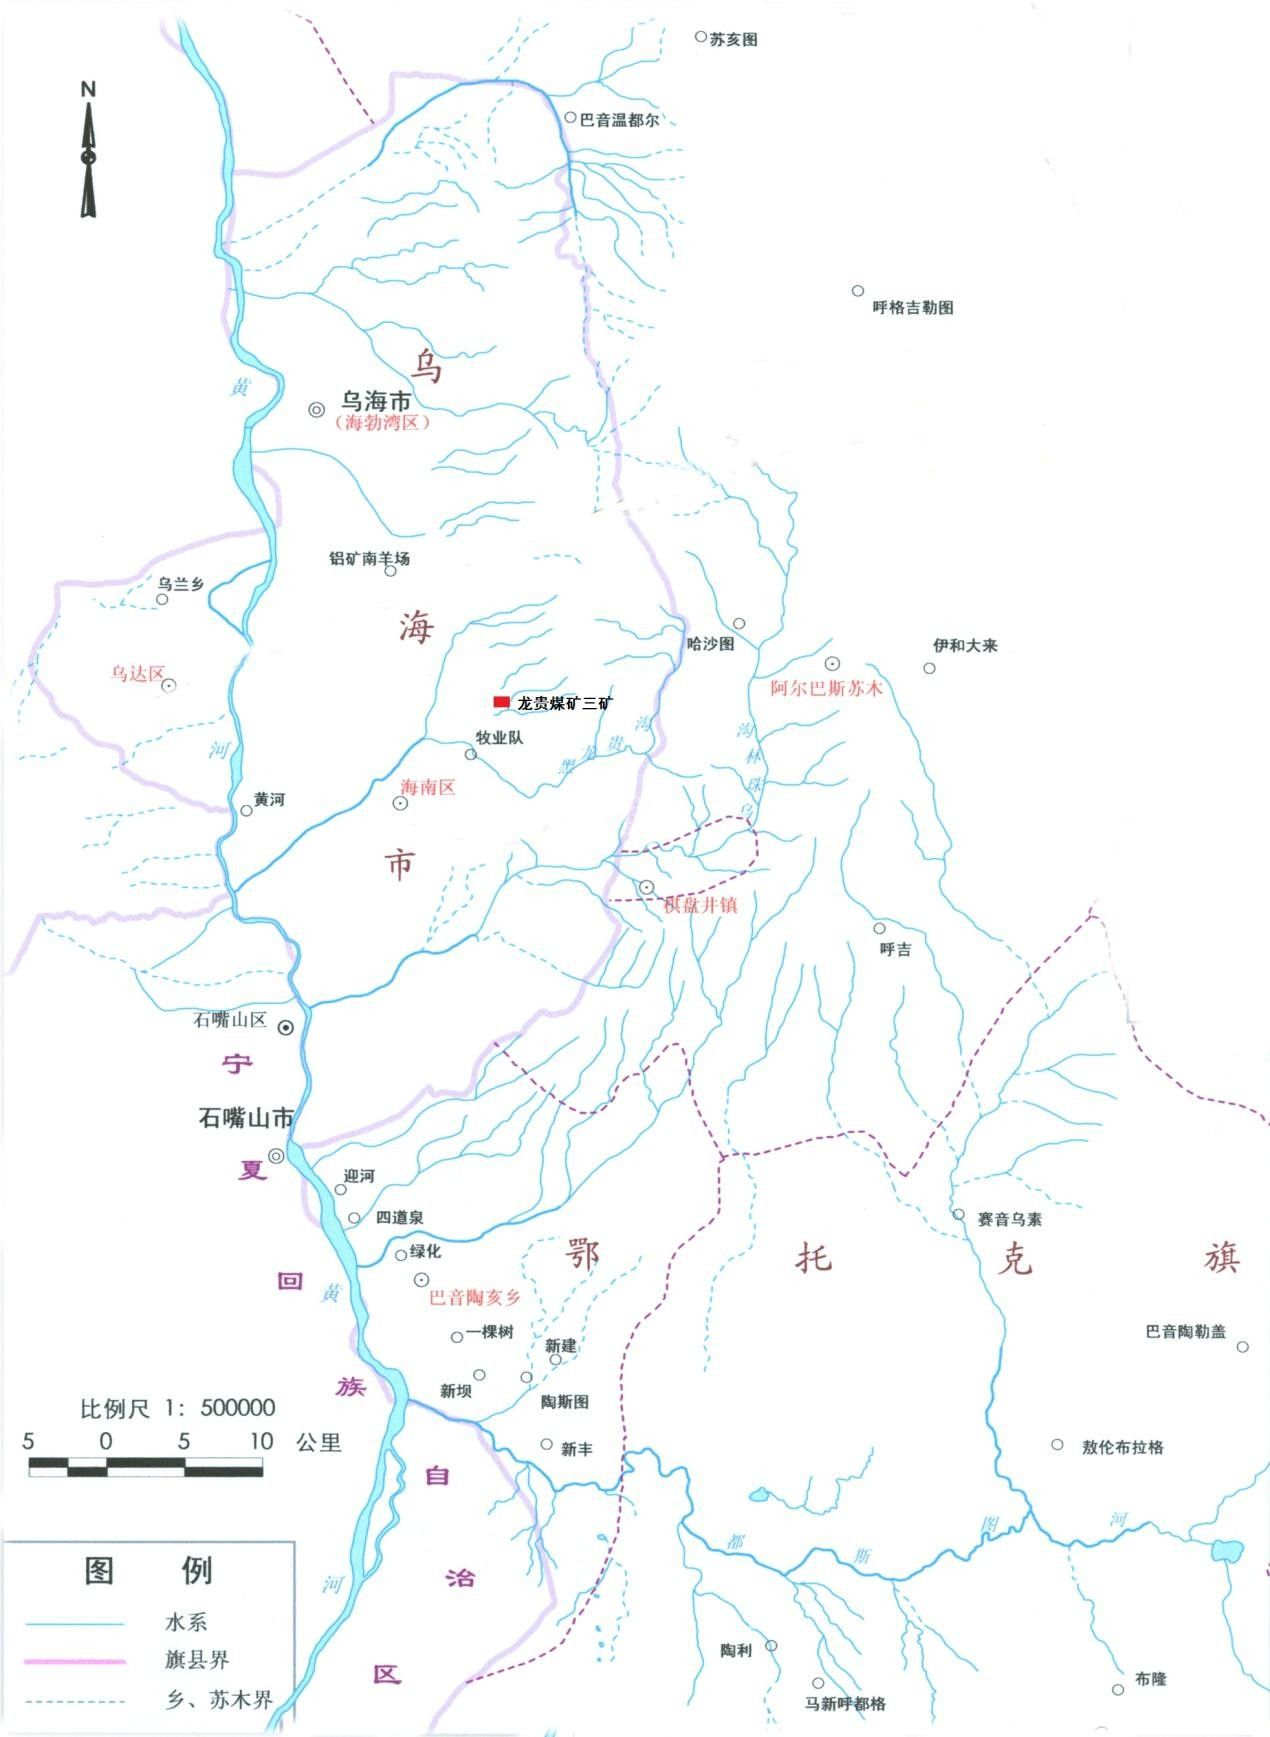 N
苏亥图
巴音温都尔
呼格吉勒图
乌
黄
乌海市
（海勃湾区）
铝矿南羊场
乌兰乡
海
哈沙图
伊和大来
乌达区
阿尔巴斯苏木
龙贵煤矿三矿
沟
贵
龙
黑
沟
林
珠
乌
牧业队
河
海南区
黄河
市
棋盘井镇
呼吉
石嘴山区
宁
石嘴山市
夏
迎河
四道泉
赛音乌素
绿化
鄂
托
克
旗
回
黄
巴音陶亥乡
一棵树
新建
巴音陶勒盖
族
新坝
陶斯图
比例尺 1：500000
5 0 5 10 公里
新丰
敖伦布拉格
自
都
斯
图
河
图 例
治
河
水系
旗县界
陶利
区
布隆
乡、苏木界
马新呼都格